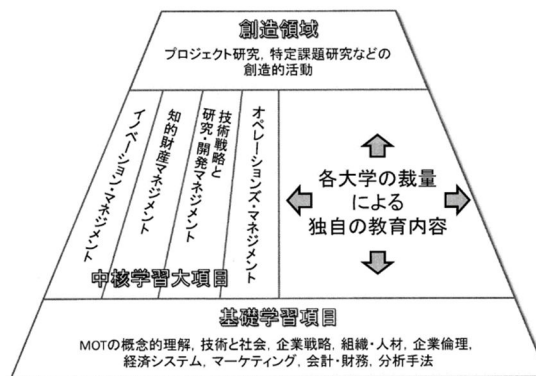 創造領域
プロジェクト研究，特定課題研究などの
創造的活動
イノベーション・マネジメント
知的財産マネジメント
技術戦略と
研究・開発マネジメント
オペレーションズ・マネジメント
各大学の裁量
による
独自の教育内容
中核学習大項目
基礎学習項目
MOTの概念的理解，技術と社会，企業戦略，組織・人材，企業倫理，
経済システム，マーケティング，会計・財務，分析手法